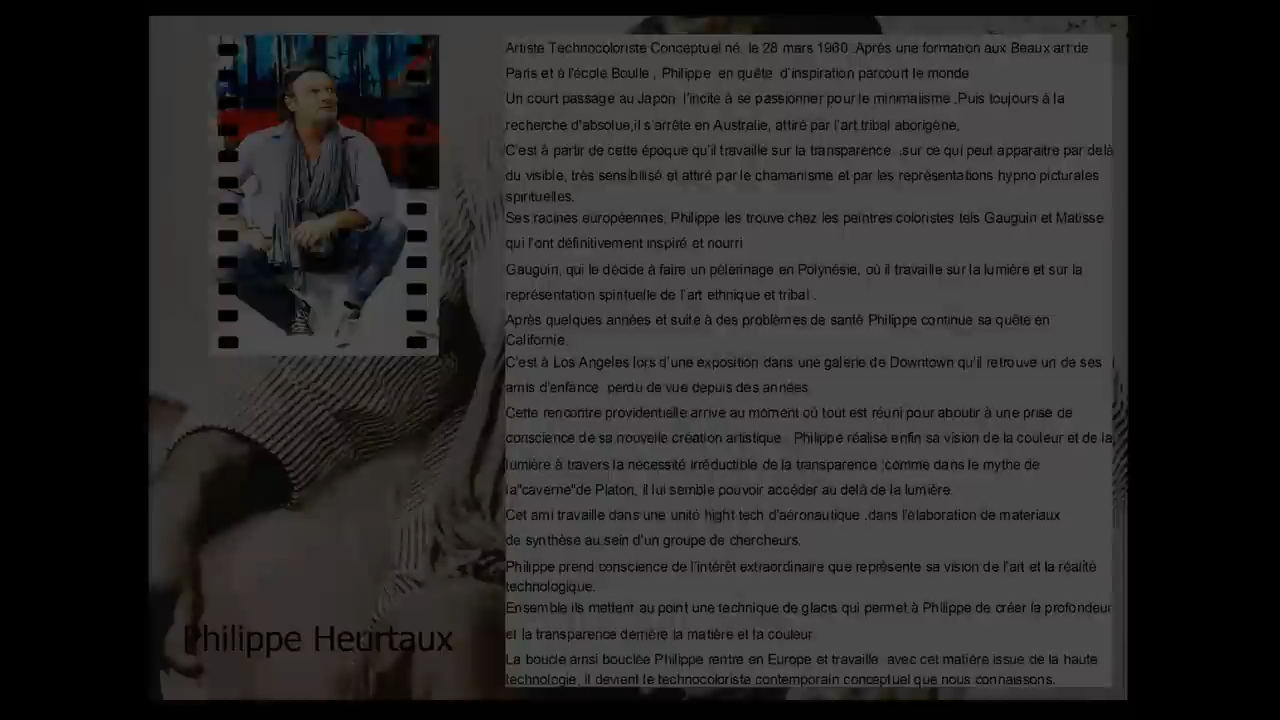 Artiste Technocoloriste Conceptuel né, le 28 mars 1960. Après une formation aux Beaux art de
Paris et à l'école Boulle , Philippe en quête d'inspiration parcourt le monde
Un court passage au Japon l'incite à se passionner pour le minimalisme .Puis toujours à la
recherche d'absolue,il s'arrête en Australie, attiré par l'art tribal aborigène,
C'est à partir de cette époque qu'il travaille sur la transparence .sur ce qui peut apparaitre par delà
du visible, très sensibilisé et attiré par le chamanisme et par les représentations hypno picturales
spirituelles.
Ses racines européennes, Philippe les trouve chez les peintres coloristes tels Gauguin et Matisse
qui l'ont définitivement inspiré et nourri
Gauguin, qui le décide à faire un pèlerinage en Polynésie, où il travaille sur la lumière et sur la
représentation spirituelle de l'art ethnique et tribal .
Après quelques années et suite à des problèmes de santé Philippe continue sa quête en
Californie.
C'est à Los Angeles lors d'une exposition dans une galerie de Downtown qu'il retrouve un de ses
amis d'enfance perdu de vue depuis des années
Cette rencontre providentielle arrive au moment où tout est réuni pour aboutir à une prise de
conscience de sa nouvelle création artistique . Philippe réalise enfin sa vision de la couleur et de la
lumière à travers la nécessité irréductible de la transparence ;comme dans le mythe de
la"caverne"de Platon, il lui semble pouvoir accéder au delà de la lumière.
Cet ami travaille dans une unité hight tech d'aéronautique .dans l'élaboration de materiaux
de synthèse au sein d'un groupe de chercheurs.
Philippe prend conscience de l'intérêt extraordinaire que représente sa vision de l'art et la réalité
technologique.
Ensemble ils mettent au point une technique de glacis qui permet à Philippe de créer la profondeur
et la transparence derrière la matière et la couleur
La boucle ainsi bouclée Philippe rentre en Europe et travaille avec cet matière issue de la haute
technologie, il devient le technocoloriste contemporain conceptuel que nous connaissons.
Philippe Heurtaux